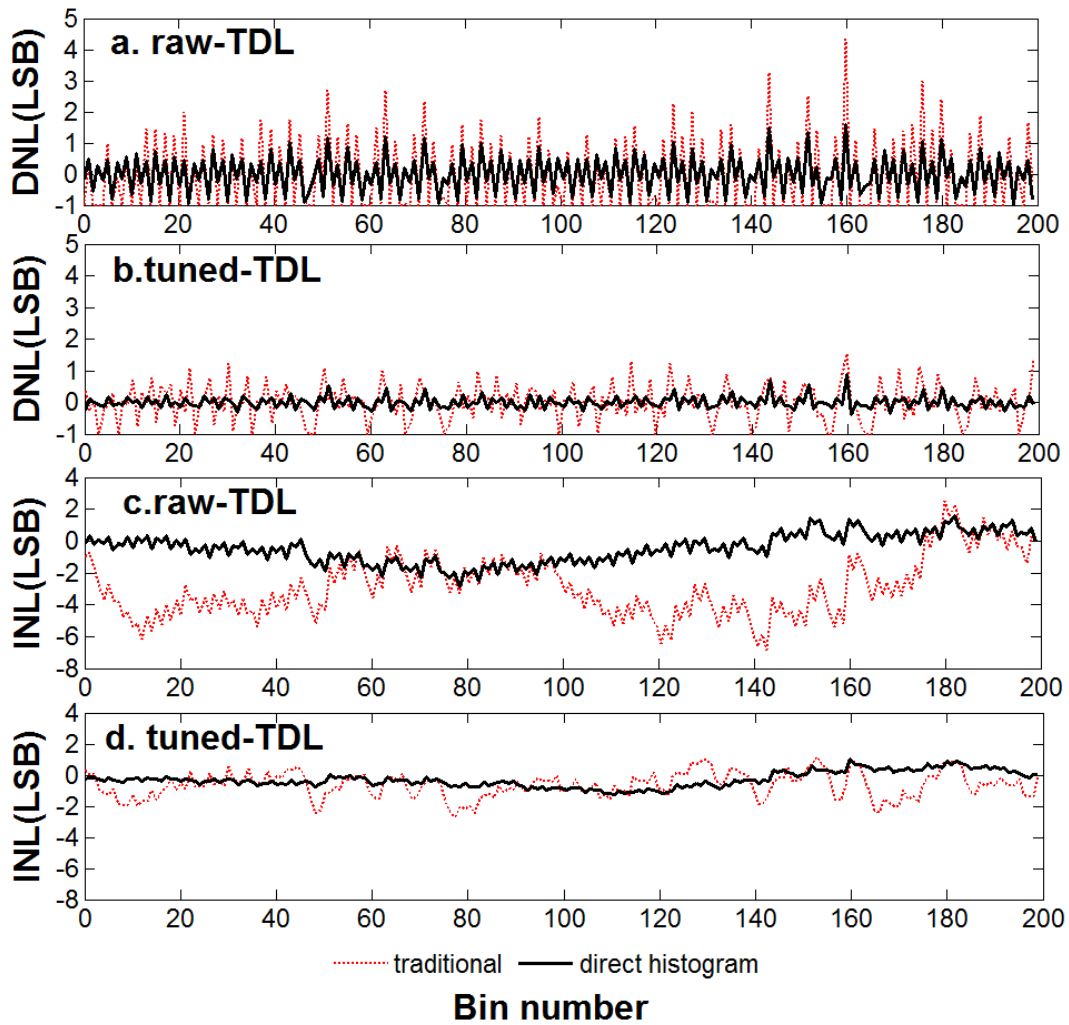 a. raw-TDL
DNL(LSB)
5
4
3
2
1
0
-1
0 20 40 60 80 100 120 140 160 180 200
b.tuned-TDL
DNL(LSB)
5
4
3
2
1
0
-1
0 20 40 60 80 100 120 140 160 180 200
c.raw-TDL
INL(LSB)
4
2
0
-2
-4
-6
-8
0 20 40 60 80 100 120 140 160 180 200
d. tuned-TDL
INL(LSB)
4
2
0
-2
-4
-6
-8
0 20 40 60 80 100 120 140 160 180 200
traditional direct histogram
Bin number